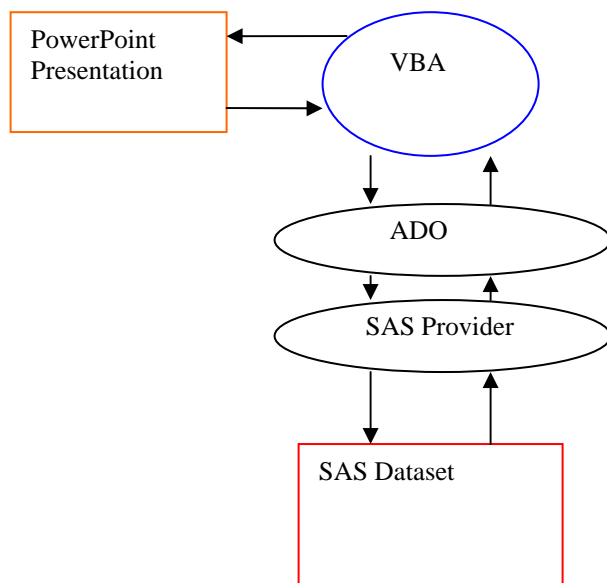 PowerPoint
Presentation
VBA
ADO
SAS Provider
SAS Dataset